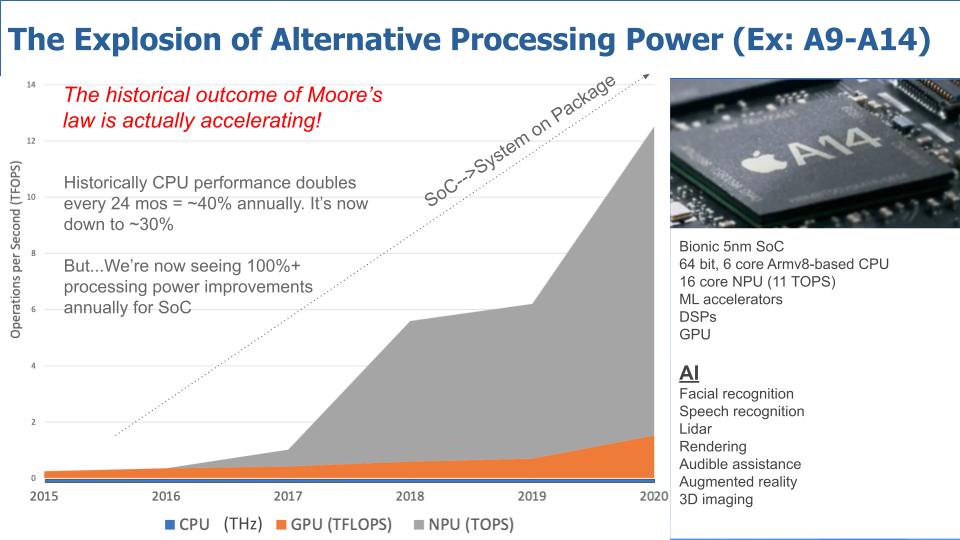 The Explosion of Alternative Processing Power (Ex: A9-A14)
The historical outcome of Moore's
law is actually accelerating!
Historically CPU performance doubles
every 24 mos = ~40% annually. It's now
down to ~30%
But...We're now seeing 100%+
processing power improvements
annually for SoC
SoC-->System on Package
Operations per Second (TFOPS)
14
12
10
8
6
4
2
0
2015 2016 2017 2018 2019 2020
CPU (THz) GPU (TFLOPS) NPU (TOPS)
A14
Bionic 5nm SoC
64 bit, 6 core Armv8-based CPU
16 core NPU (11 TOPS)
ML accelerators
DSPs
GPU
AI
Facial recognition
Speech recognition
Lidar
Rendering
Audible assistance
Augmented reality
3D imaging